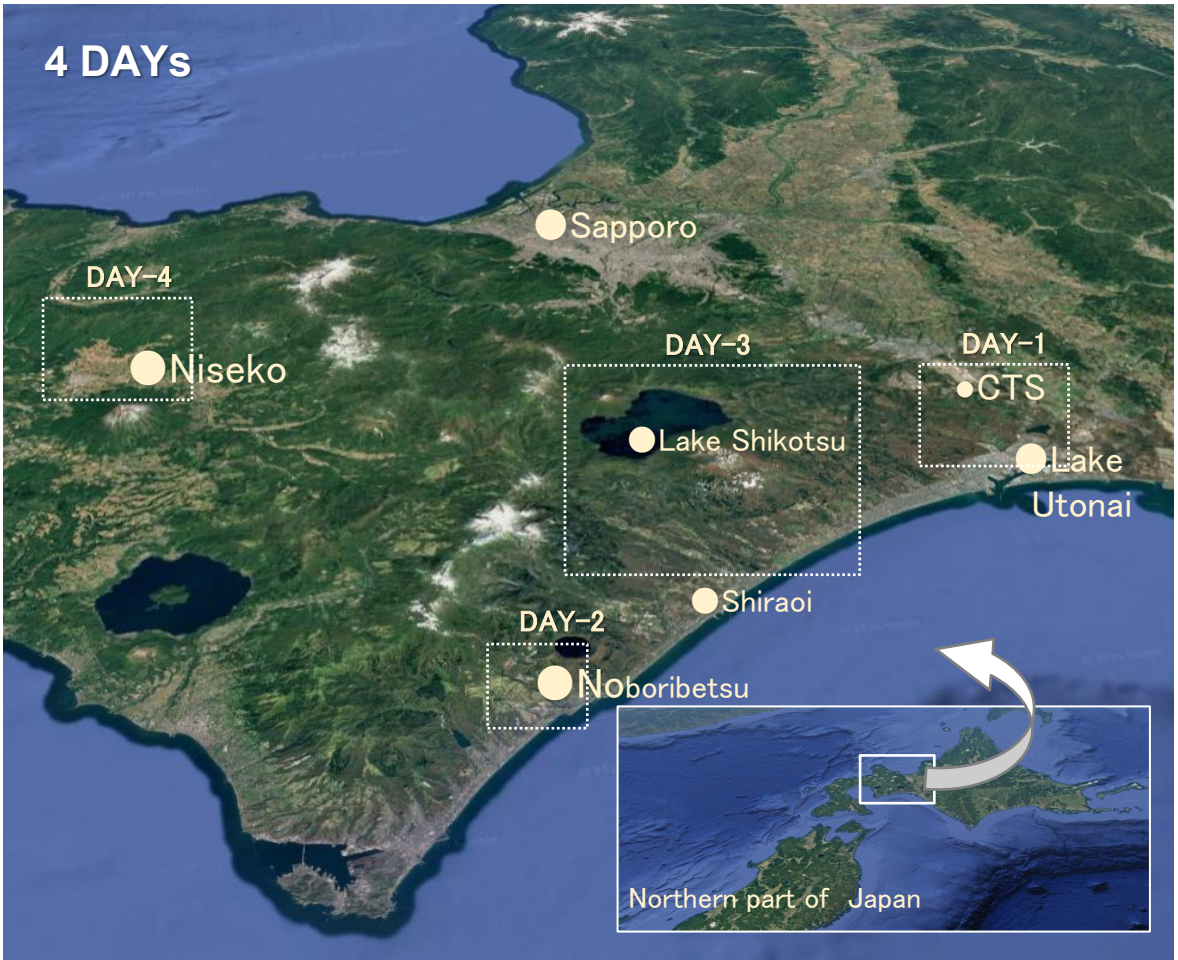 4 DAYs
Sapporo
DAY-4
Niseko
DAY-3
DAY-1
CTS
Lake Shikotsu
Lake
Utonai
Shiraoi
DAY-2
Noboribetsu
Northern part of Japan